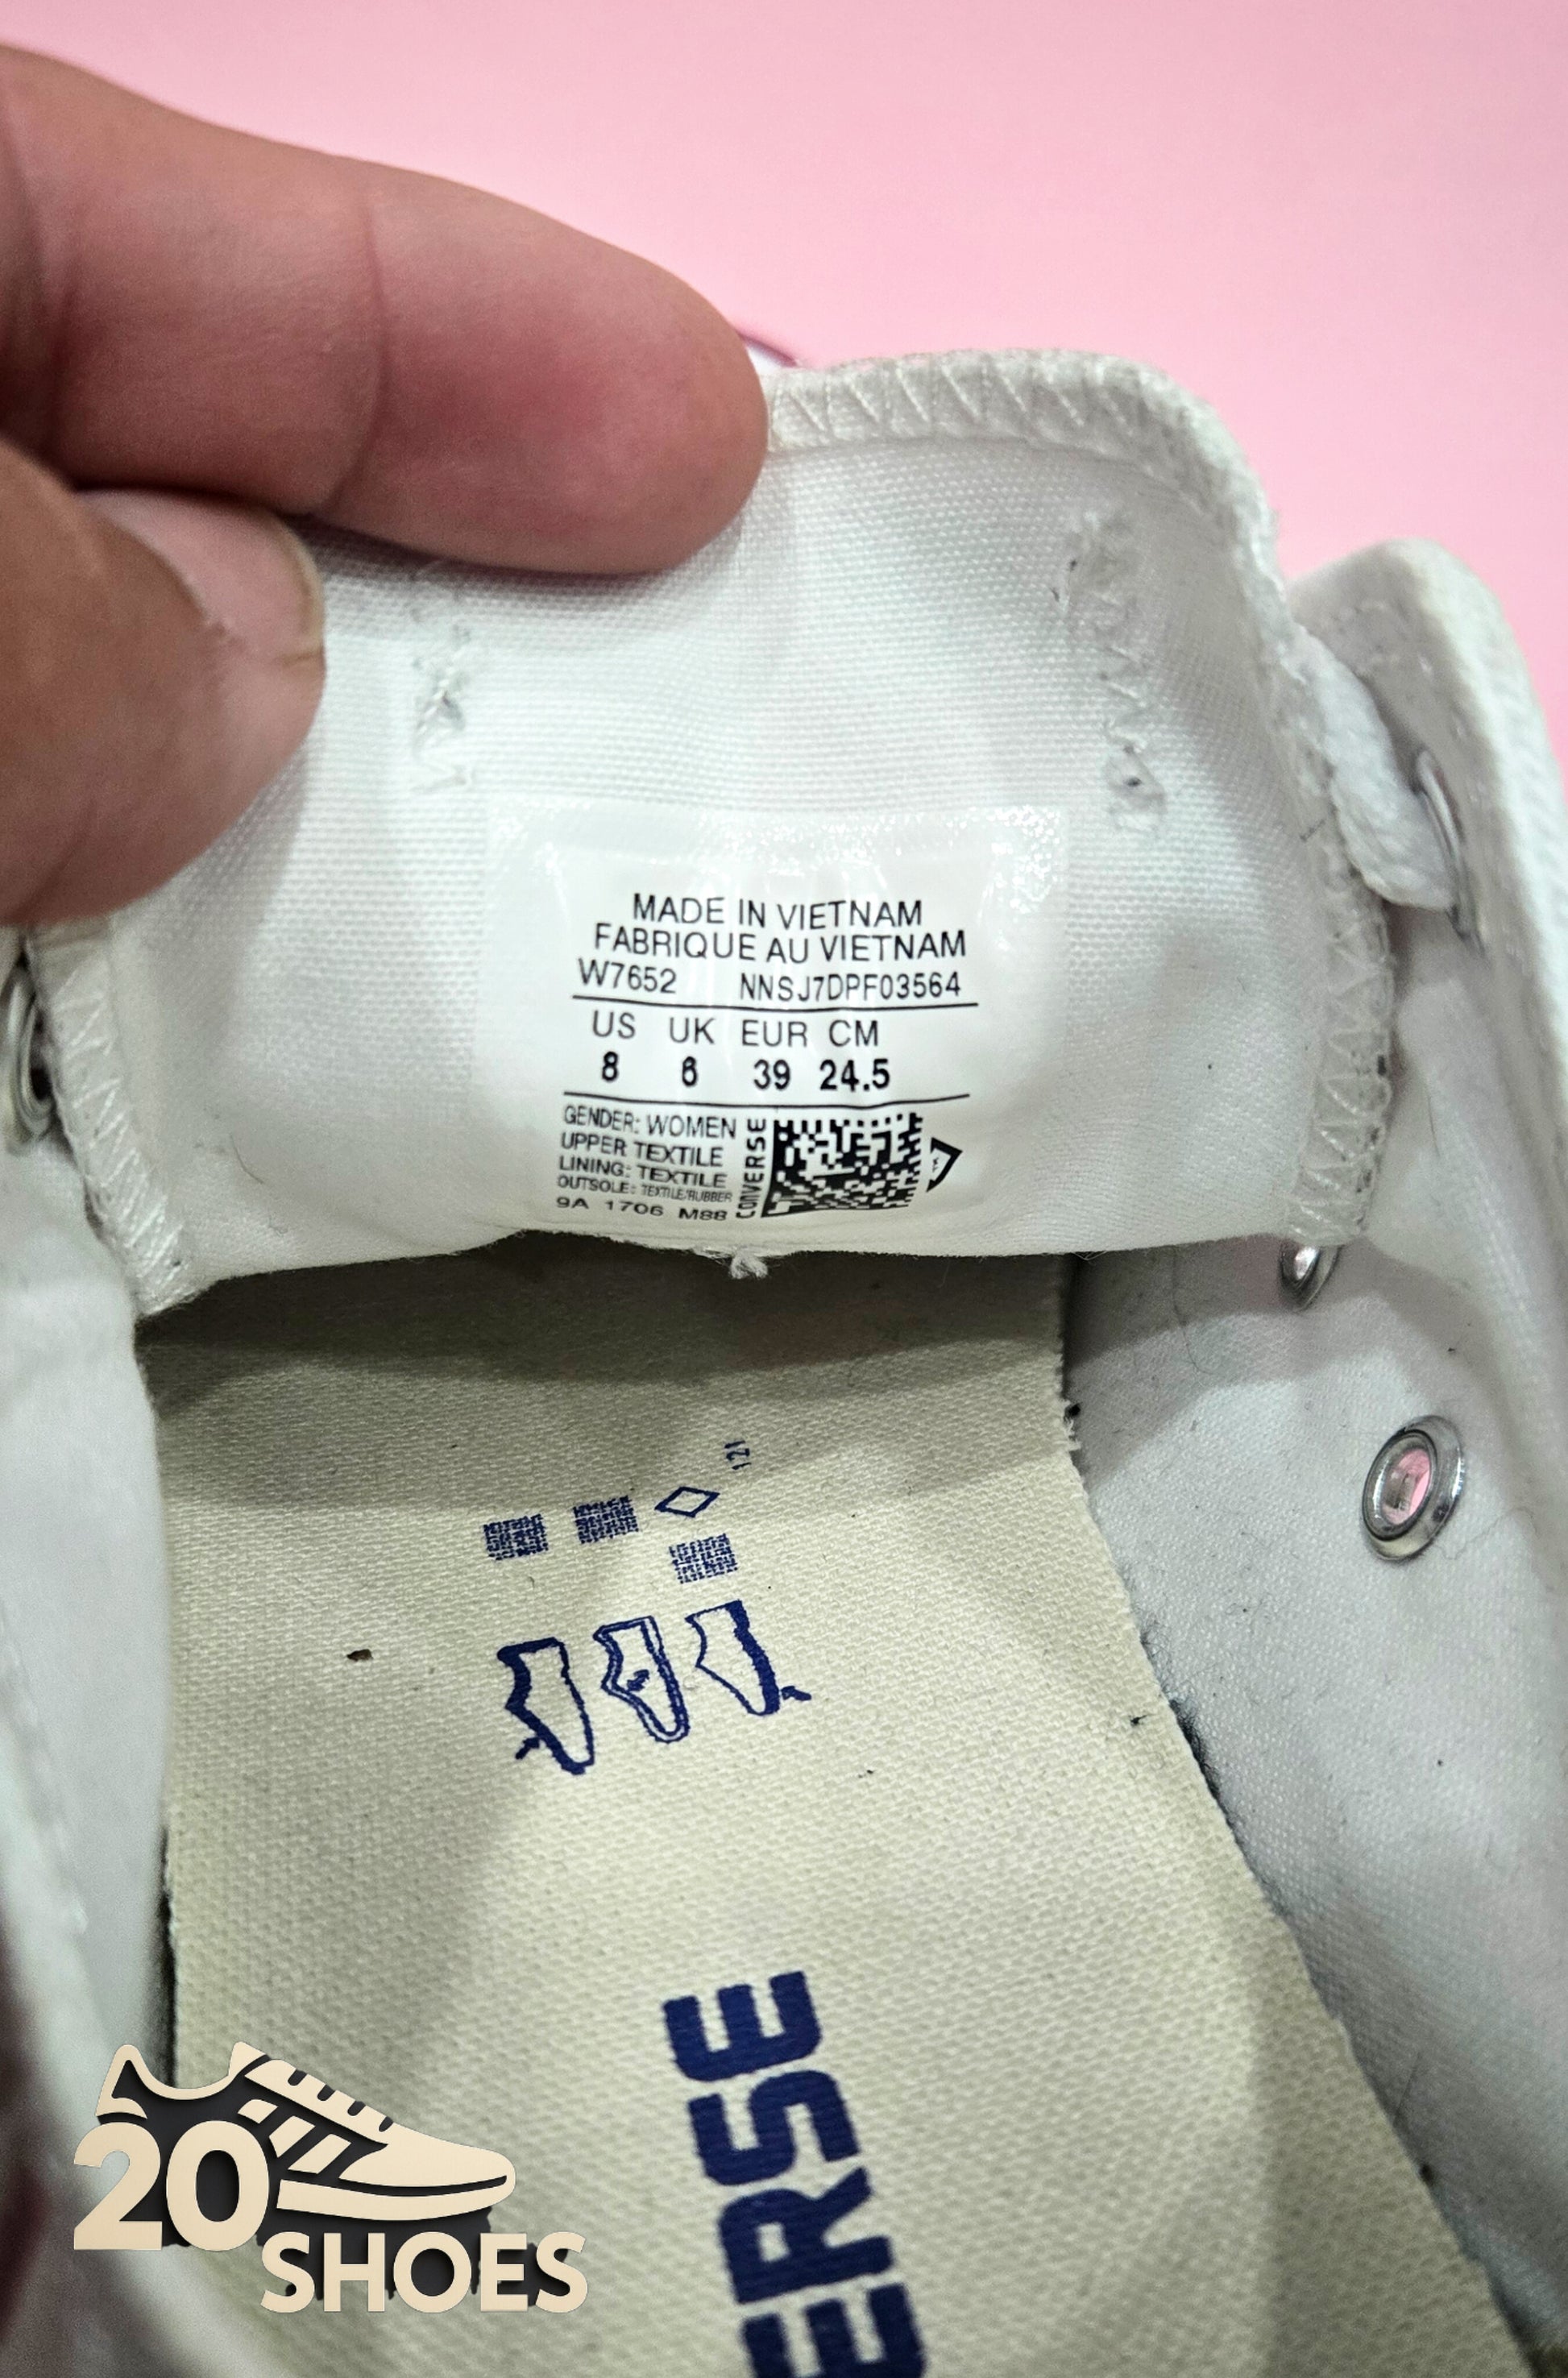 MADE IN VIETNAM
FABRIQUE AU VIETNAM
W7652 NNSJ7DPF03564
US UK EUR CM
8 6 39 24.5
GENDER: WOMEN
UPPER TEXTILE
LINING: TEXTILE
OUTSOLE: TEXTILE/RUBBER
9A 1706 M88
CONVERSE
121
ERSE
20
SHOES